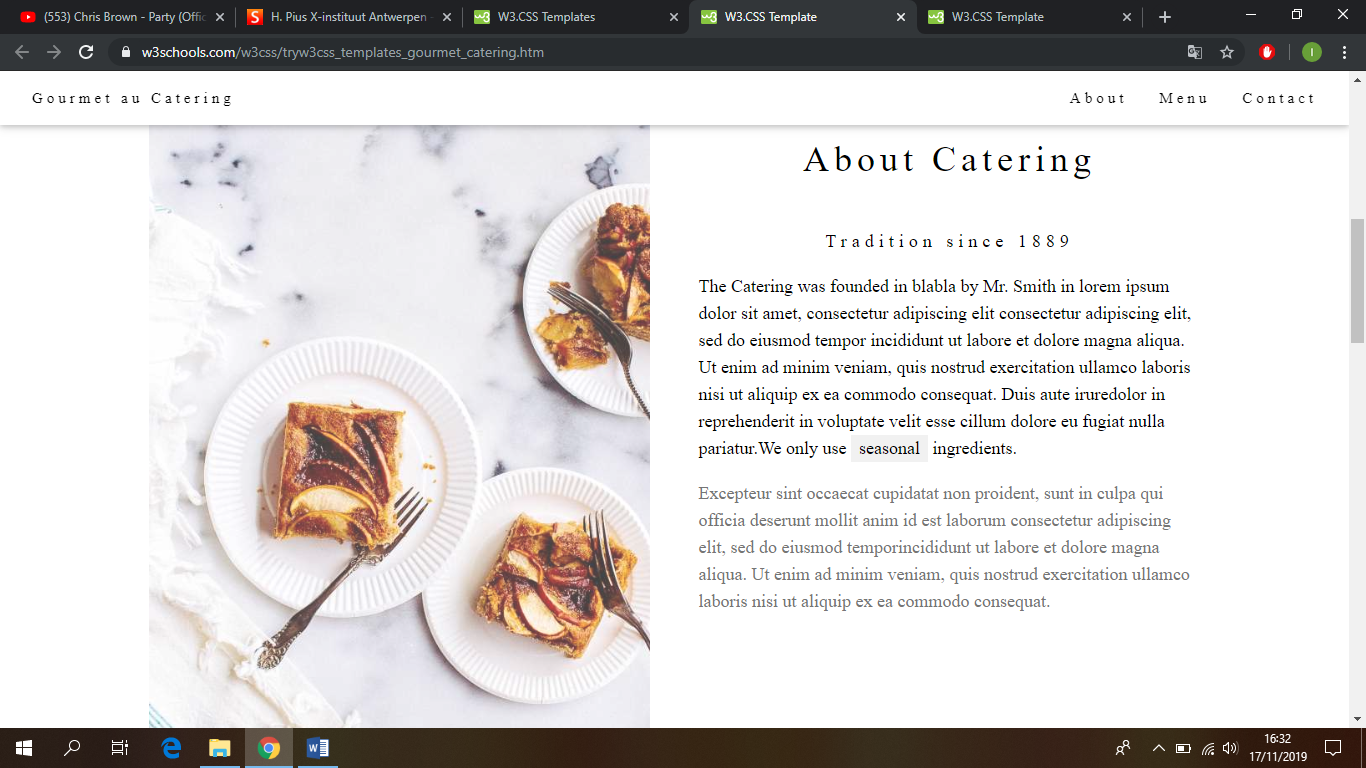 (553) Chris Brown - Party (Offic
H. Pius X-instituut Antwerpen -
W3.CSS Templates
W3.CSS Template
W3.CSS Template
w3schools.com/w3css/tryw3css_templates_gourmet_catering.htm
I
Gourmet au Catering
About Menu Contact
About Catering
Tradition since 1889
The Catering was founded in blabla by Mr. Smith in lorem ipsum
dolor sit amet, consectetur adipiscing elit consectetur adipiscing elit,
sed do eiusmod tempor incididunt ut labore et dolore magna aliqua.
Ut enim ad minim veniam, quis nostrud exercitation ullamco laboris
nisi ut aliquip ex ea commodo consequat. Duis aute iruredolor in
reprehenderit in voluptate velit esse cillum dolore eu fugiat nulla
pariatur.We only use seasonal ingredients.
Excepteur sint occaecat cupidatat non proident, sunt in culpa qui
officia deserunt mollit anim id est laborum consectetur adipiscing
elit, sed do eiusmod temporincididunt ut labore et dolore magna
aliqua. Ut enim ad minim veniam, quis nostrud exercitation ullamco
laboris nisi ut aliquip ex ea commodo consequat.
16:32
17/11/2019